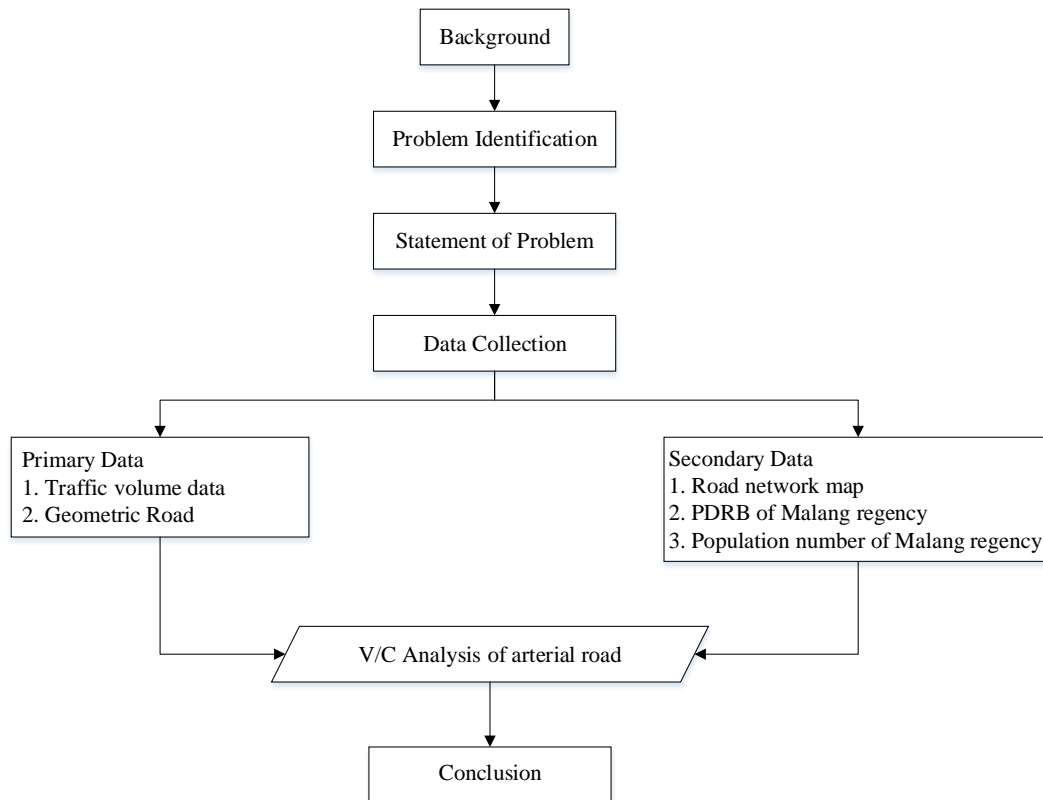 Background
Problem Identification
Statement of Problem
Data Collection
Primary Data
1. Traffic volume data
2. Geometric Road
Secondary Data
1. Road network map
2. PDRB of Malang regency
3. Population number of Malang regency
V/C Analysis of arterial road
Conclusion